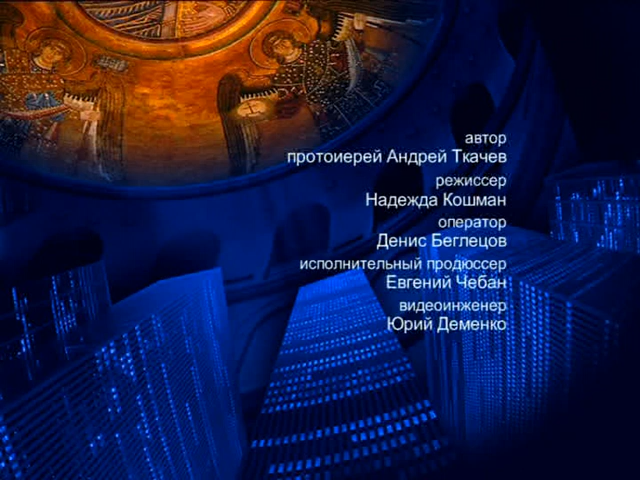 автор
протоиерей Андрей Ткачев
режиссер
Надежда Кошман
оператор
Денис Беглецов
исполнительный продюссер
Евгений Чебан
видеоинженер
Юрий Деменко